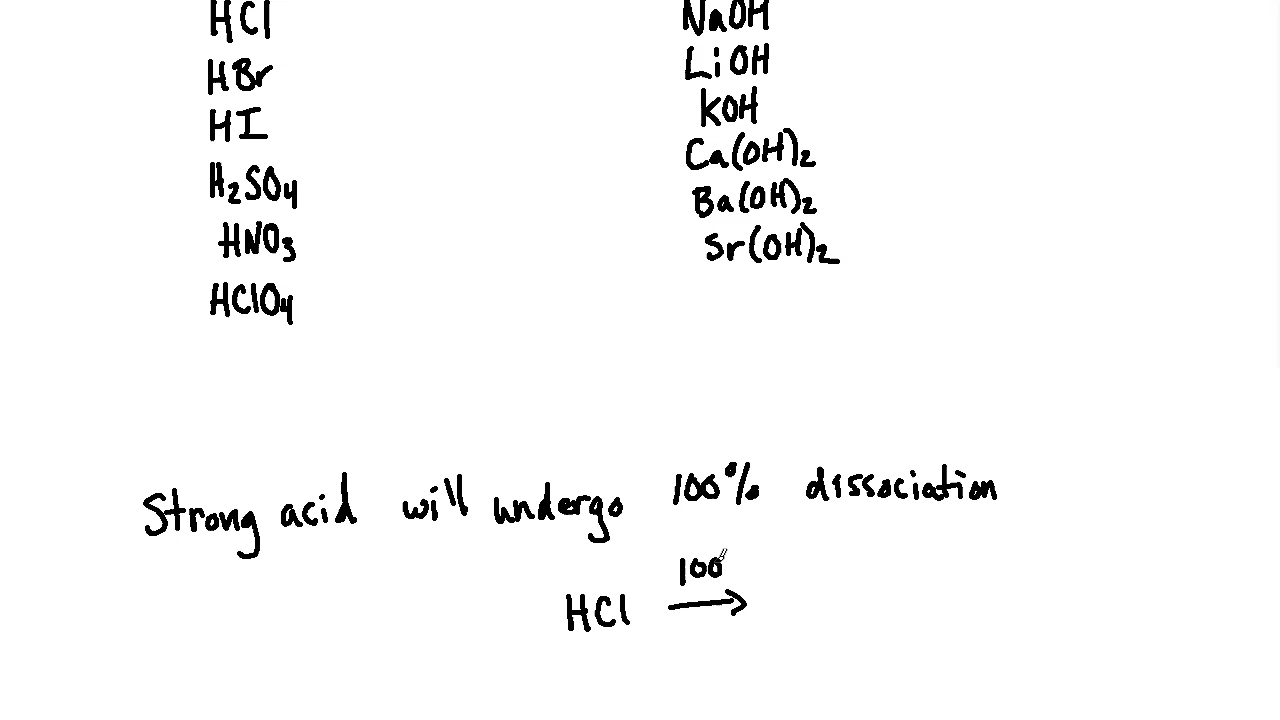 HCl
HBr
HI
H₂SO₄
HNO₃
HClO₄
NaOH
LiOH
KOH
Ca(OH)₂
Ba(OH)₂
Sr(OH)₂
Strong acid will undergo 100% dissociation
100
HCl →